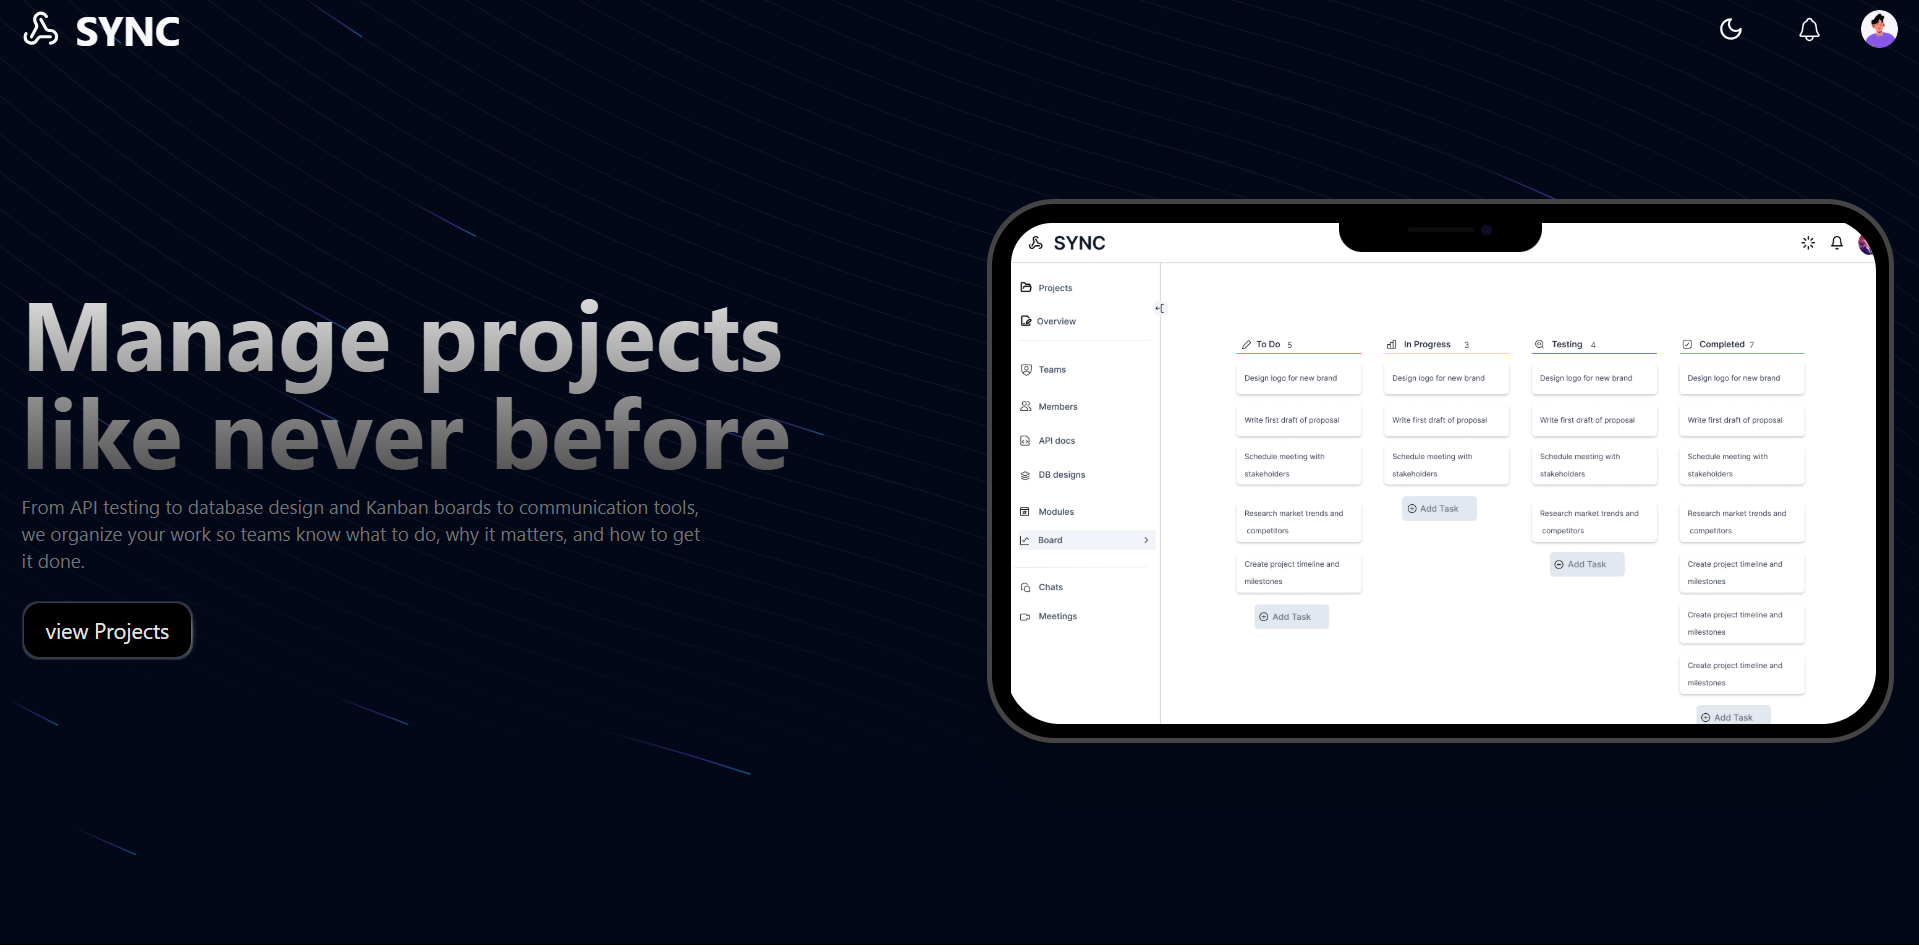 SYNC
Manage projects
like never before
From API testing to database design and Kanban boards to communication tools,
we organize your work so teams know what to do, why it matters, and how to get
it done.
view Projects
SYNC
Projects
Overview
Teams
Members
API docs
DB designs
Modules
Board
Chats
Meetings
To Do 5
Design logo for new brand
Write first draft of proposal
Schedule meeting with
stakeholders
Research market trends and
competitors
Create project timeline and
milestones
Add Task
In Progress 3
Design logo for new brand
Write first draft of proposal
Schedule meeting with
stakeholders
Add Task
Testing 4
Design logo for new brand
Write first draft of proposal
Schedule meeting with
stakeholders
Research market trends and
competitors
Add Task
Completed 7
Design logo for new brand
Write first draft of proposal
Schedule meeting with
stakeholders
Research market trends and
competitors
Create project timeline and
milestones
Create project timeline and
milestones
Create project timeline and
milestones
Add Task